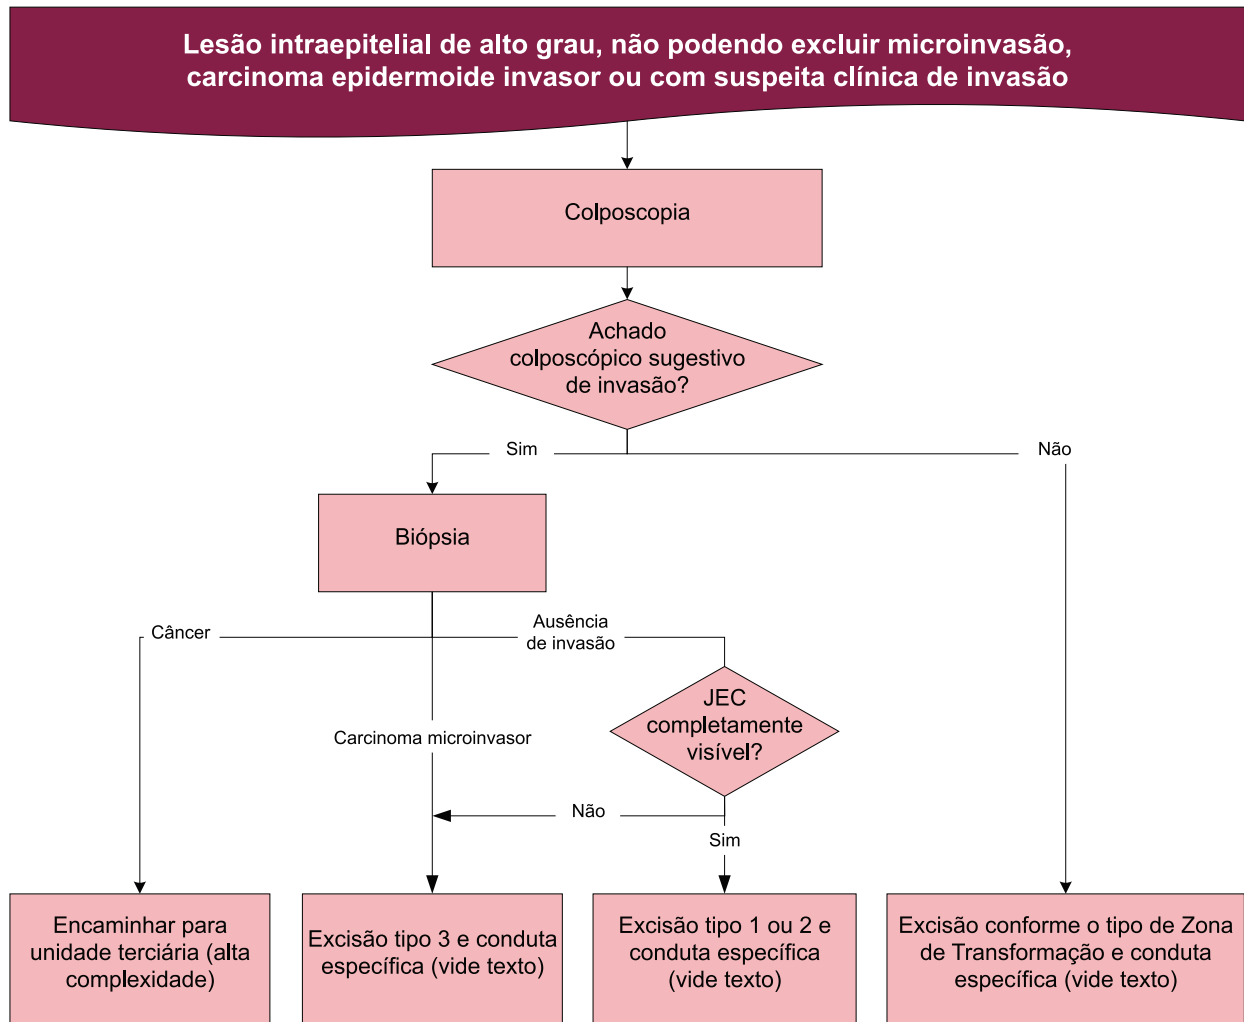 Lesão intraepitelial de alto grau, não podendo excluir microinvasão,
carcinoma epidermoide invasor ou com suspeita clínica de invasão
Colposcopia
Achado
colposcópico sugestivo
de invasão?
Sim
Não
Biópsia
Câncer
Ausência
de invasão
JEC
completamente
visível?
Carcinoma microinvasor
Não
Sim
Encaminhar para
unidade terciária (alta
complexidade)
Excisão tipo 3 e conduta
específica (vide texto)
Excisão tipo 1 ou 2 e
conduta específica
(vide texto)
Excisão conforme o tipo de Zona
de Transformação e conduta
específica (vide texto)